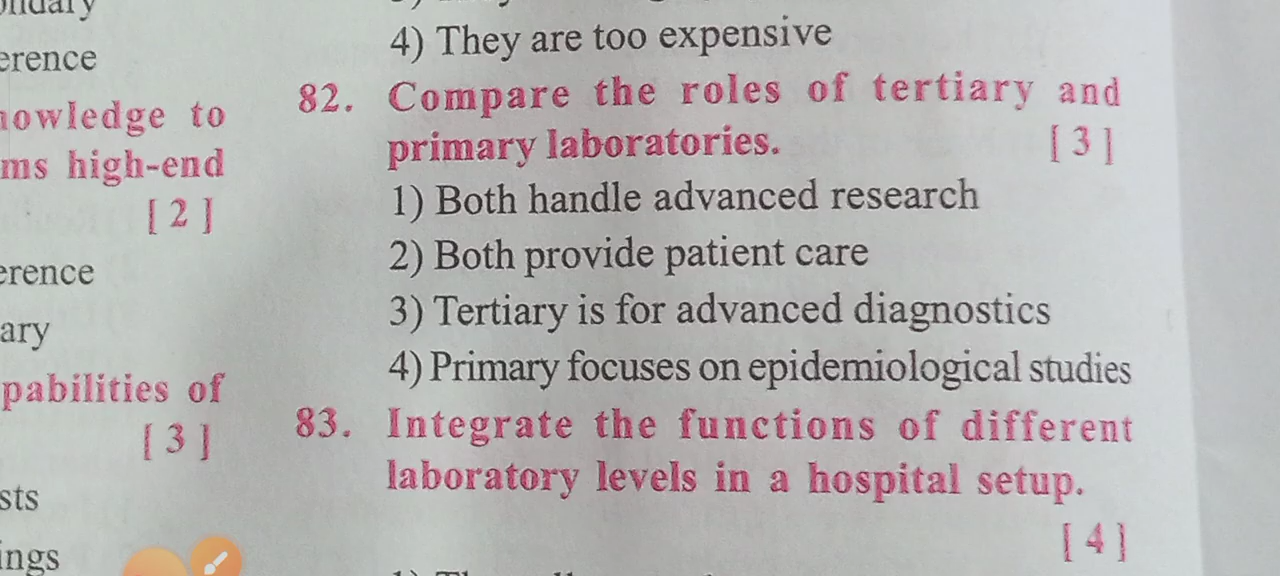 erence
nowledge to
ms high-end
[ 2 ]
erence
ary
pabilities of
[ 3 ]
sts
ings
4) They are too expensive
82. Compare the roles of tertiary and
primary laboratories. [ 3 ]
1) Both handle advanced research
2) Both provide patient care
3) Tertiary is for advanced diagnostics
4) Primary focuses on epidemiological studies
83. Integrate the functions of different
laboratory levels in a hospital setup.
[ 4 ]